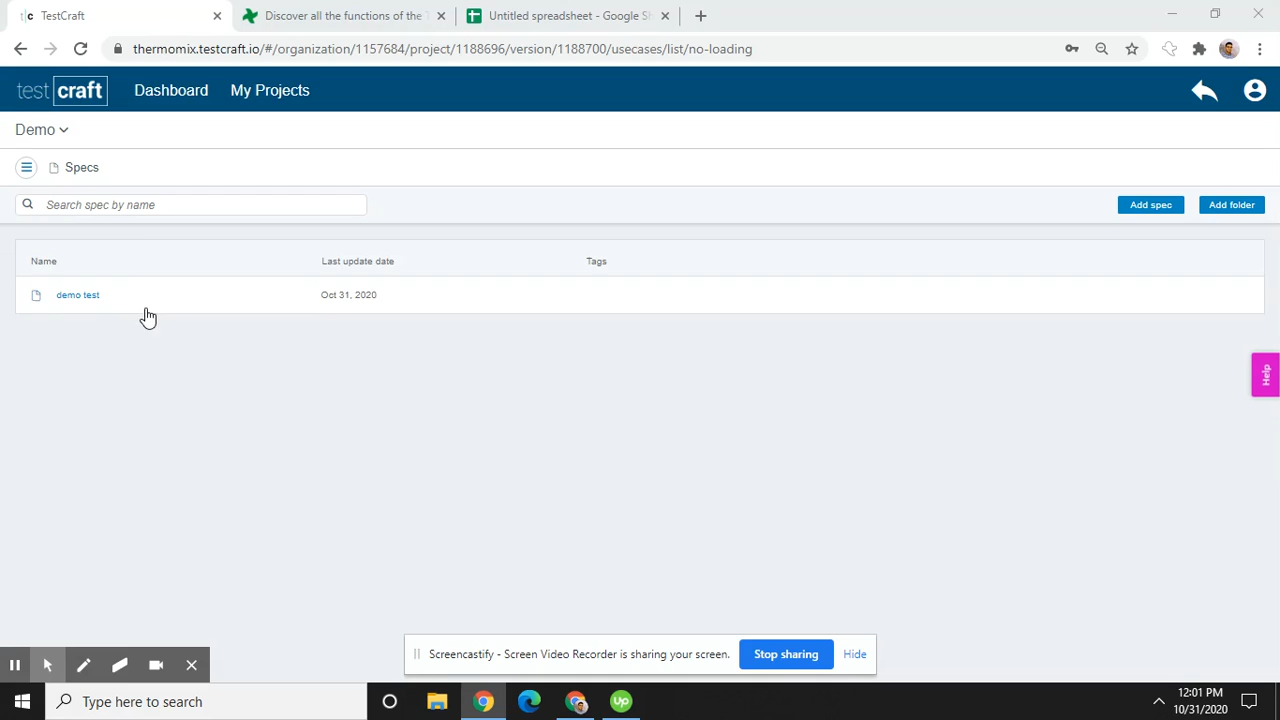 TestCraft
Discover all the functions of the T
Untitled spreadsheet - Google Sh
thermomix.testcraft.io/#/organization/1157684/project/1188696/version/1188700/usecases/list/no-loading
test craft Dashboard My Projects
Demo
Specs
Search spec by name
Add spec
Add folder
Name Last update date Tags
demo test Oct 31, 2020
Help
Screencastify - Screen Video Recorder is sharing your screen.
Stop sharing
Hide
Type here to search
up
12:01 PM
10/31/2020